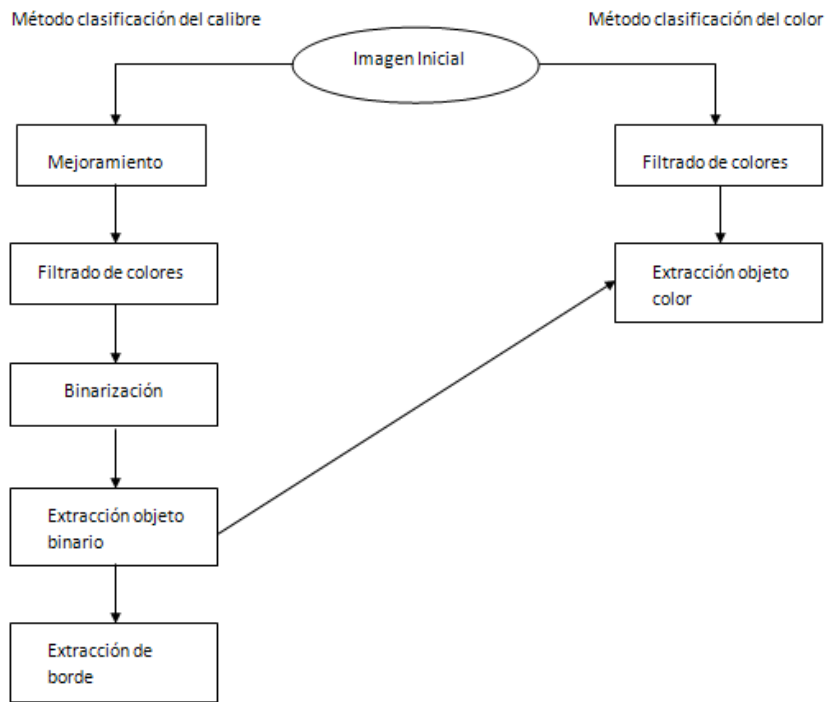 Método clasificación del calibre
Método clasificación del color
Imagen Inicial
Mejoramiento
Filtrado de colores
Filtrado de colores
Extracción objeto
color
Binarización
Extracción objeto
binario
Extracción de
borde